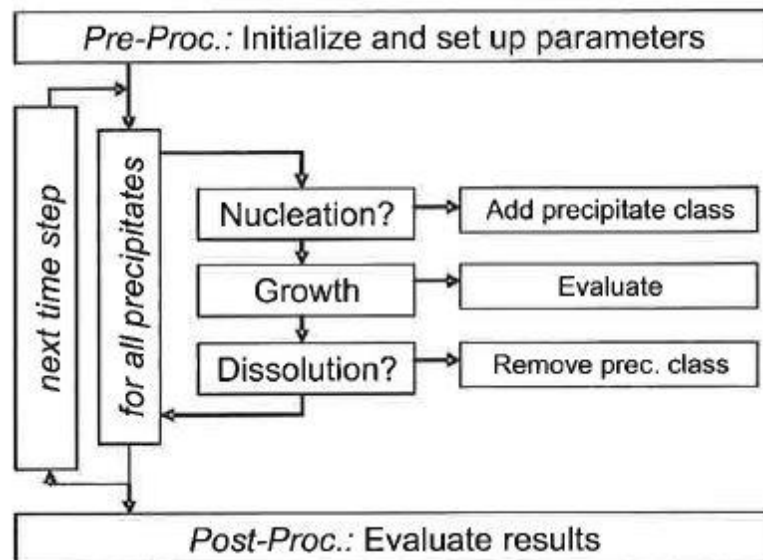 Pre-Proc.: Initialize and set up parameters
next time step
for all precipitates
Nucleation?
Add precipitate class
Growth
Evaluate
Dissolution?
Remove prec. class
Post-Proc.: Evaluate results